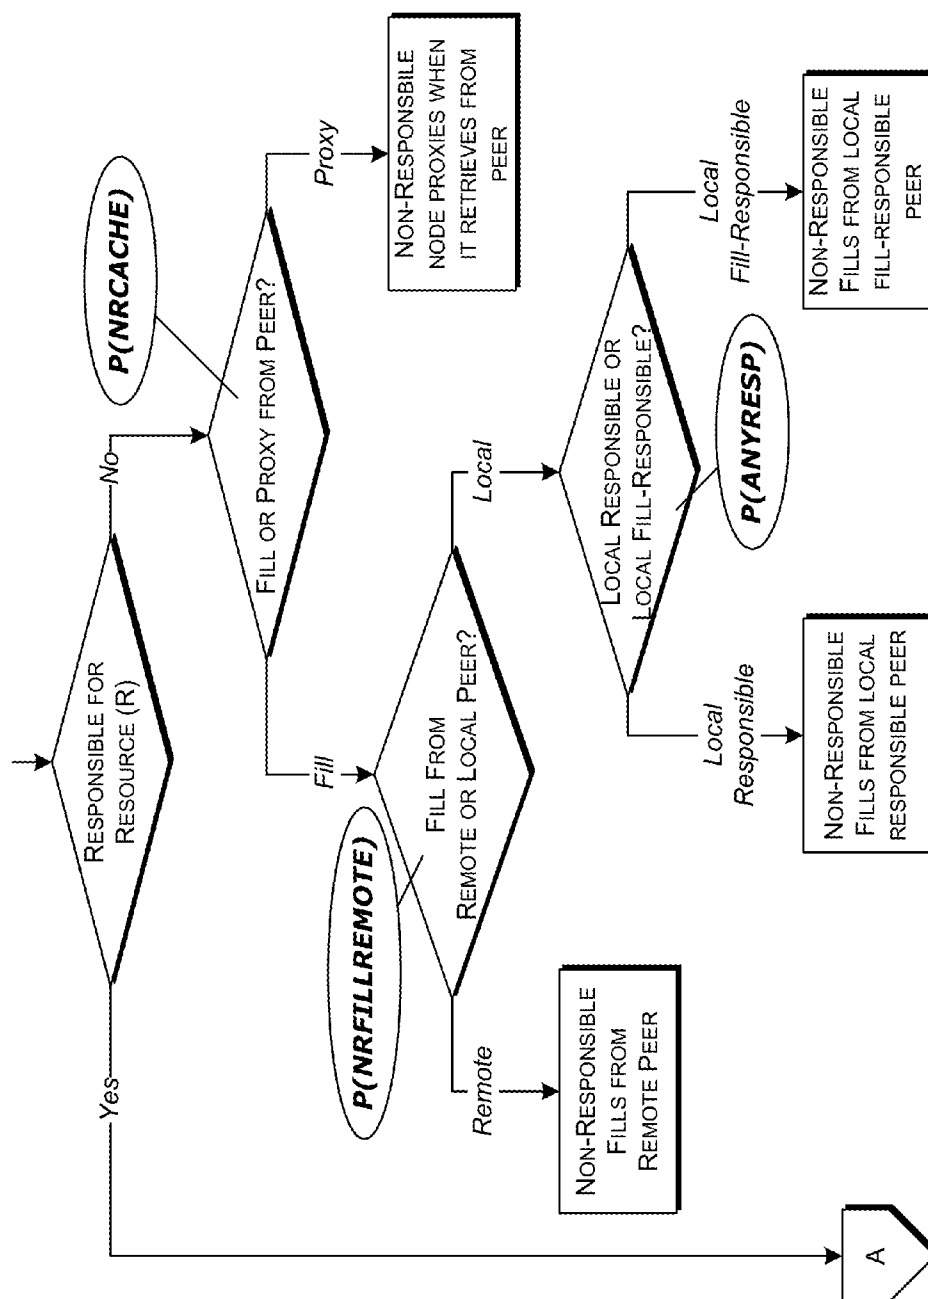 RESPONSIBLE FOR
RESOURCE (R)
Yes
No
P(NRCACHE)
FILL OR PROXY FROM PEER?
Fill
Proxy
NON-RESPONSBILE
NODE PROXIES WHEN
IT RETRIEVES FROM
PEER
P(NRFILLREMOTE)
FILL FROM
REMOTE OR LOCAL PEER?
Remote
Local
NON-RESPONSIBLE
FILLS FROM
REMOTE PEER
LOCAL RESPONSIBLE OR
LOCAL FILL-RESPONSIBLE?
P(ANYRESP)
Local
Responsible
Local
Fill-Responsible
NON-RESPONSIBLE
FILLS FROM LOCAL
RESPONSIBLE PEER
NON-RESPONSIBLE
FILLS FROM LOCAL
FILL-RESPONSIBLE
PEER
A